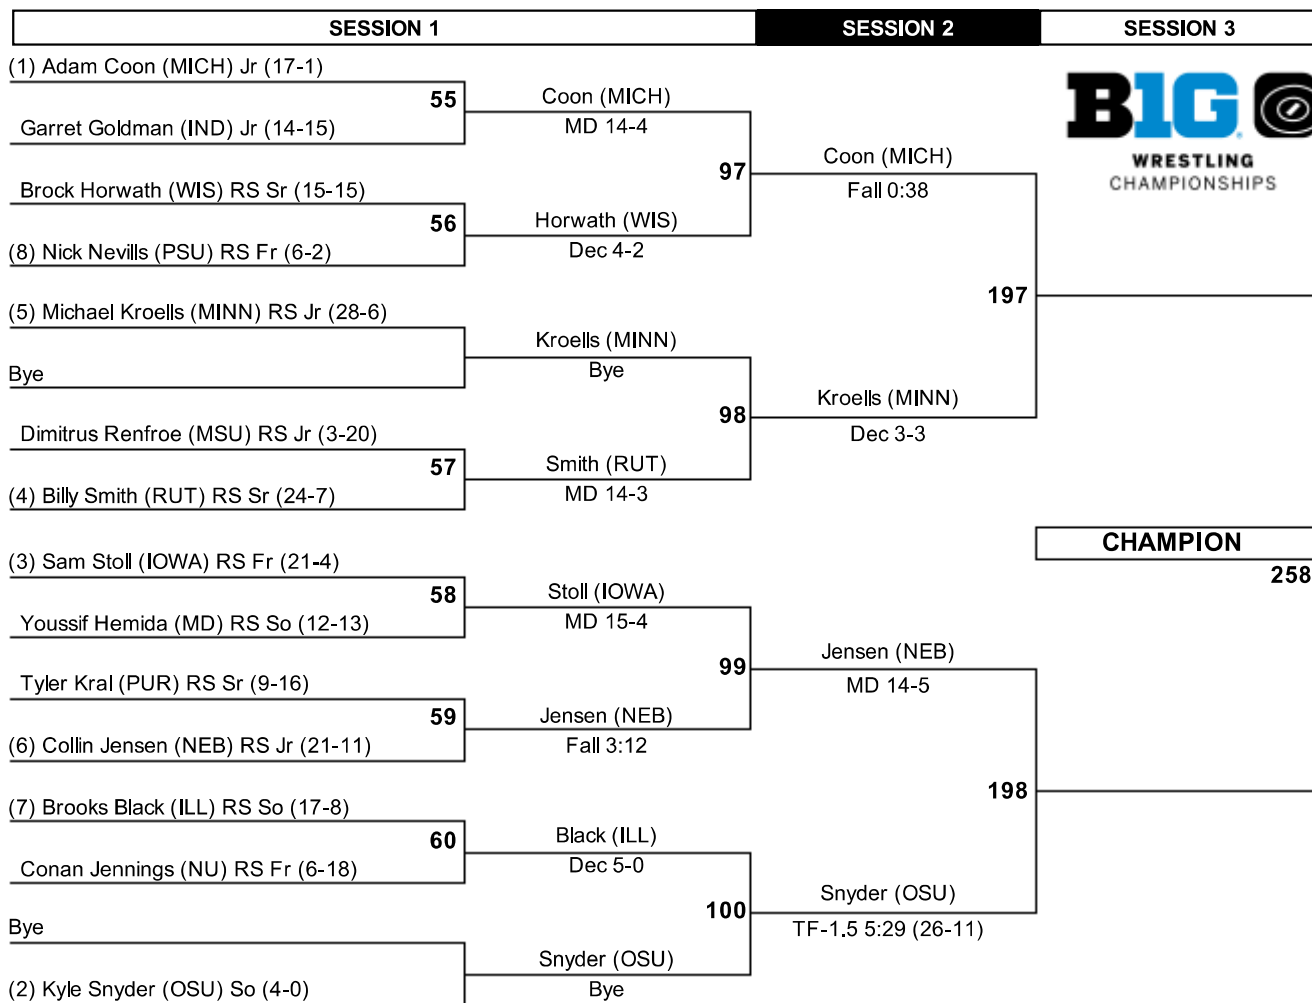 SESSION 1
SESSION 2
SESSION 3
(1) Adam Coon (MICH) Jr (17-1)
55
Garret Goldman (IND) Jr (14-15)
Coon (MICH)
MD 14-4
97
Brock Horwath (WIS) RS Sr (15-15)
56
(8) Nick Nevills (PSU) RS Fr (6-2)
Horwath (WIS)
Dec 4-2
Coon (MICH)
Fall 0:38
B1G
WRESTLING
CHAMPIONSHIPS
197
(5) Michael Kroells (MINN) RS Jr (28-6)
Bye
Kroells (MINN)
Bye
98
Dimitrus Renfroe (MSU) RS Jr (3-20)
57
(4) Billy Smith (RUT) RS Sr (24-7)
Smith (RUT)
MD 14-3
Kroells (MINN)
Dec 3-3
CHAMPION
258
(3) Sam Stoll (IOWA) RS Fr (21-4)
58
Youssif Hemida (MD) RS So (12-13)
Stoll (IOWA)
MD 15-4
99
Tyler Kral (PUR) RS Sr (9-16)
59
(6) Collin Jensen (NEB) RS Jr (21-11)
Jensen (NEB)
Fall 3:12
Jensen (NEB)
MD 14-5
198
(7) Brooks Black (ILL) RS So (17-8)
60
Conan Jennings (NU) RS Fr (6-18)
Black (ILL)
Dec 5-0
100
Bye
(2) Kyle Snyder (OSU) So (4-0)
Snyder (OSU)
Bye
Snyder (OSU)
TF-1.5 5:29 (26-11)